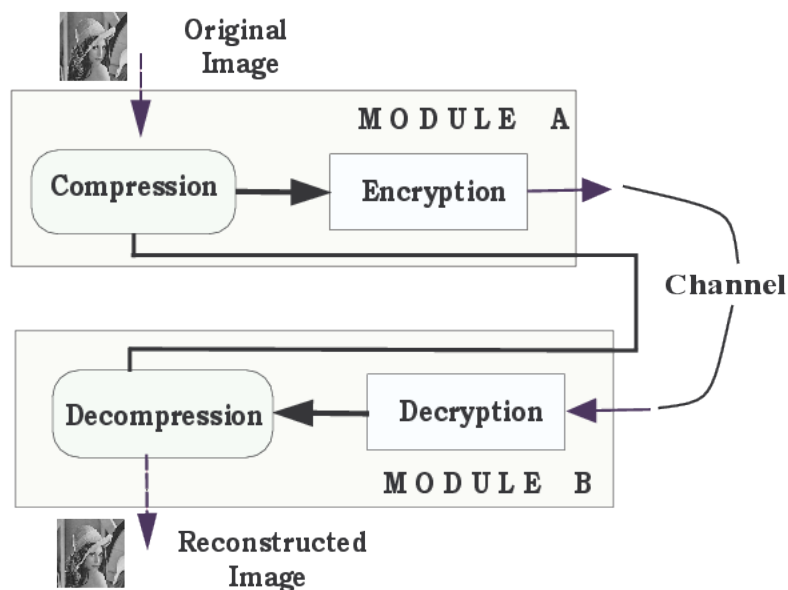 Original
Image
MODULE A
Compression
Encryption
Channel
Decompression
Decryption
MODULE B
Reconstructed
Image